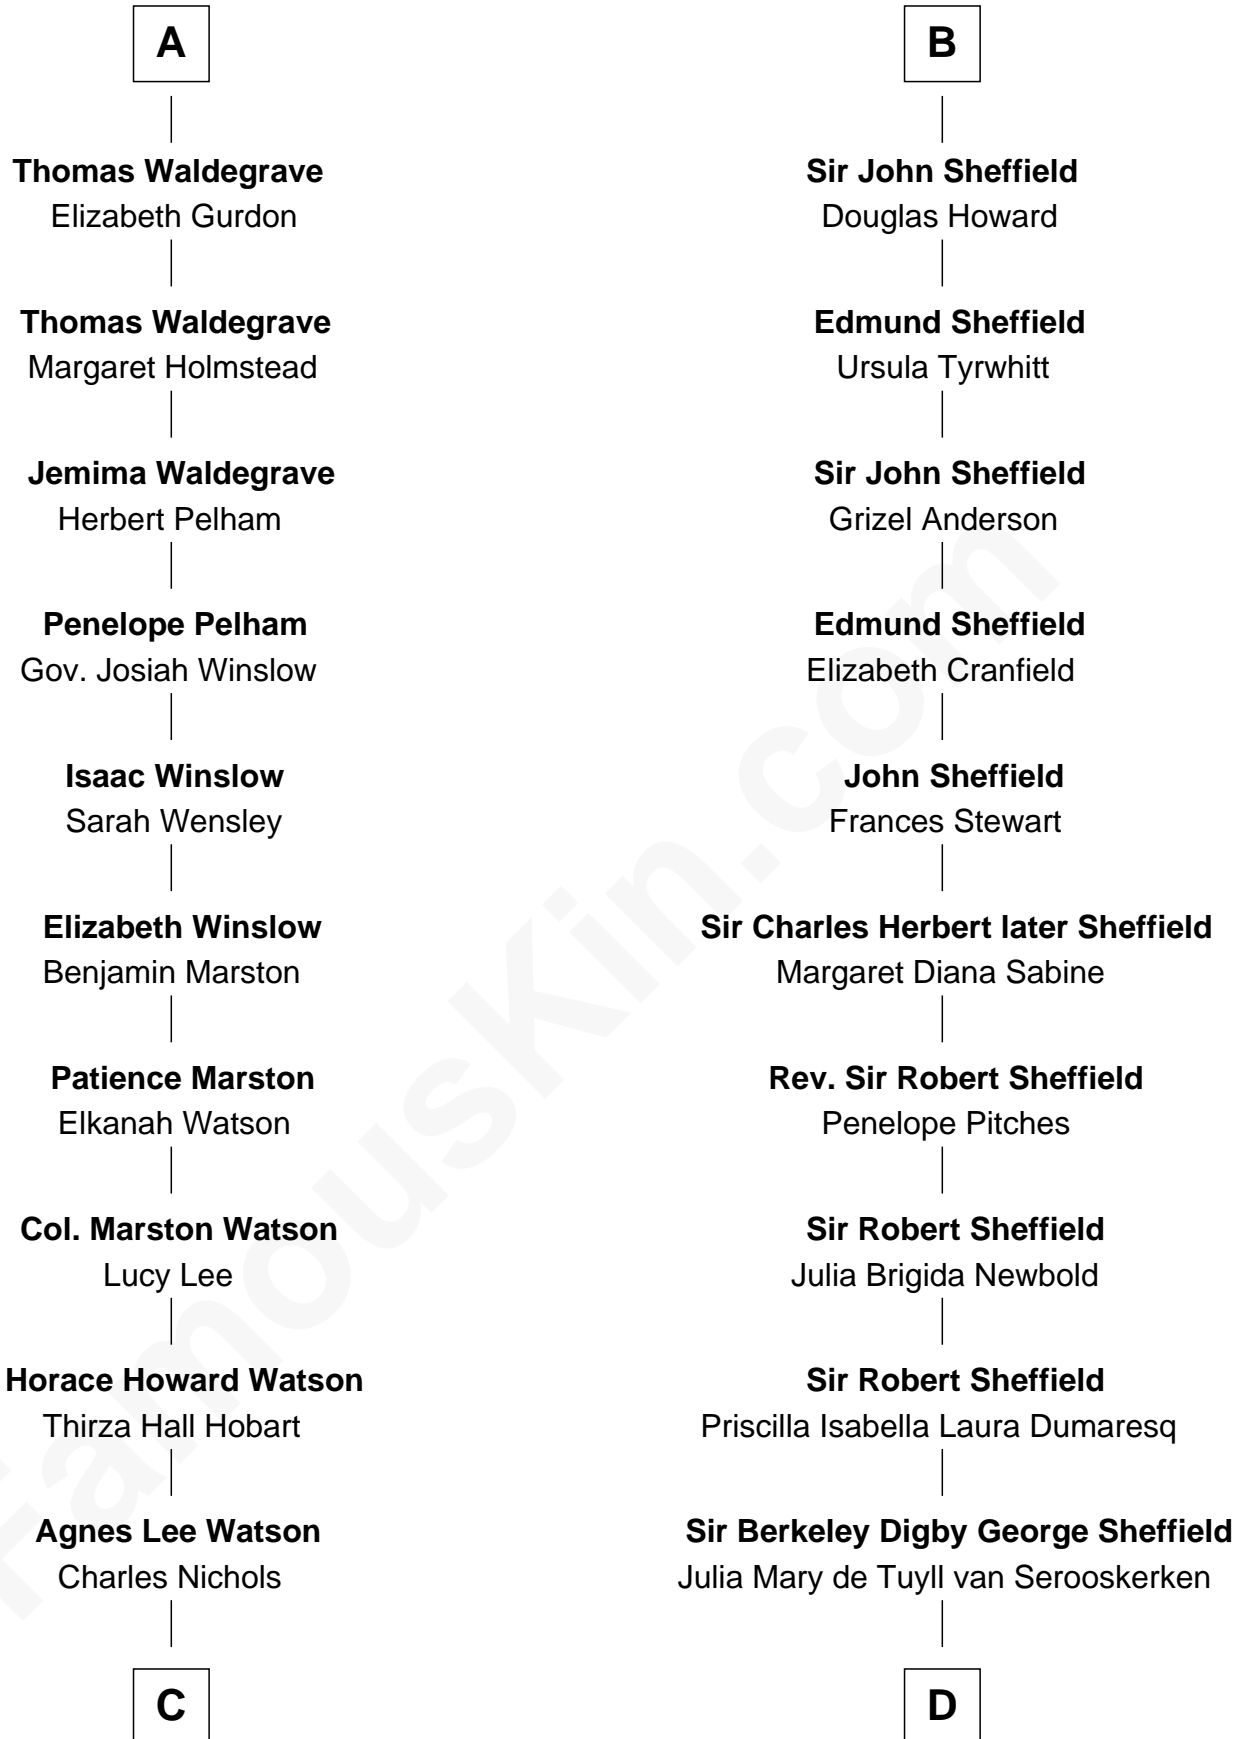 A
Thomas Waldegrave
Elizabeth Gurdon
Thomas Waldegrave
Margaret Holmstead
Jemima Waldegrave
Herbert Pelham
Penelope Pelham
Gov. Josiah Winslow
Isaac Winslow
Sarah Wensley
Elizabeth Winslow
Benjamin Marston
Patience Marston
Elkanah Watson
Col. Marston Watson
Lucy Lee
Horace Howard Watson
Thirza Hall Hobart
Agnes Lee Watson
Charles Nichols
C
B
Sir John Sheffield
Douglas Howard
Edmund Sheffield
Ursula Tyrwhitt
Sir John Sheffield
Grizel Anderson
Edmund Sheffield
Elizabeth Cranfield
John Sheffield
Frances Stewart
Sir Charles Herbert later Sheffield
Margaret Diana Sabine
Rev. Sir Robert Sheffield
Penelope Pitches
Sir Robert Sheffield
Julia Brigida Newbold
Sir Robert Sheffield
Priscilla Isabella Laura Dumaresq
Sir Berkeley Digby George Sheffield
Julia Mary de Tuyll van Serooskerken
D
FamousKin.com